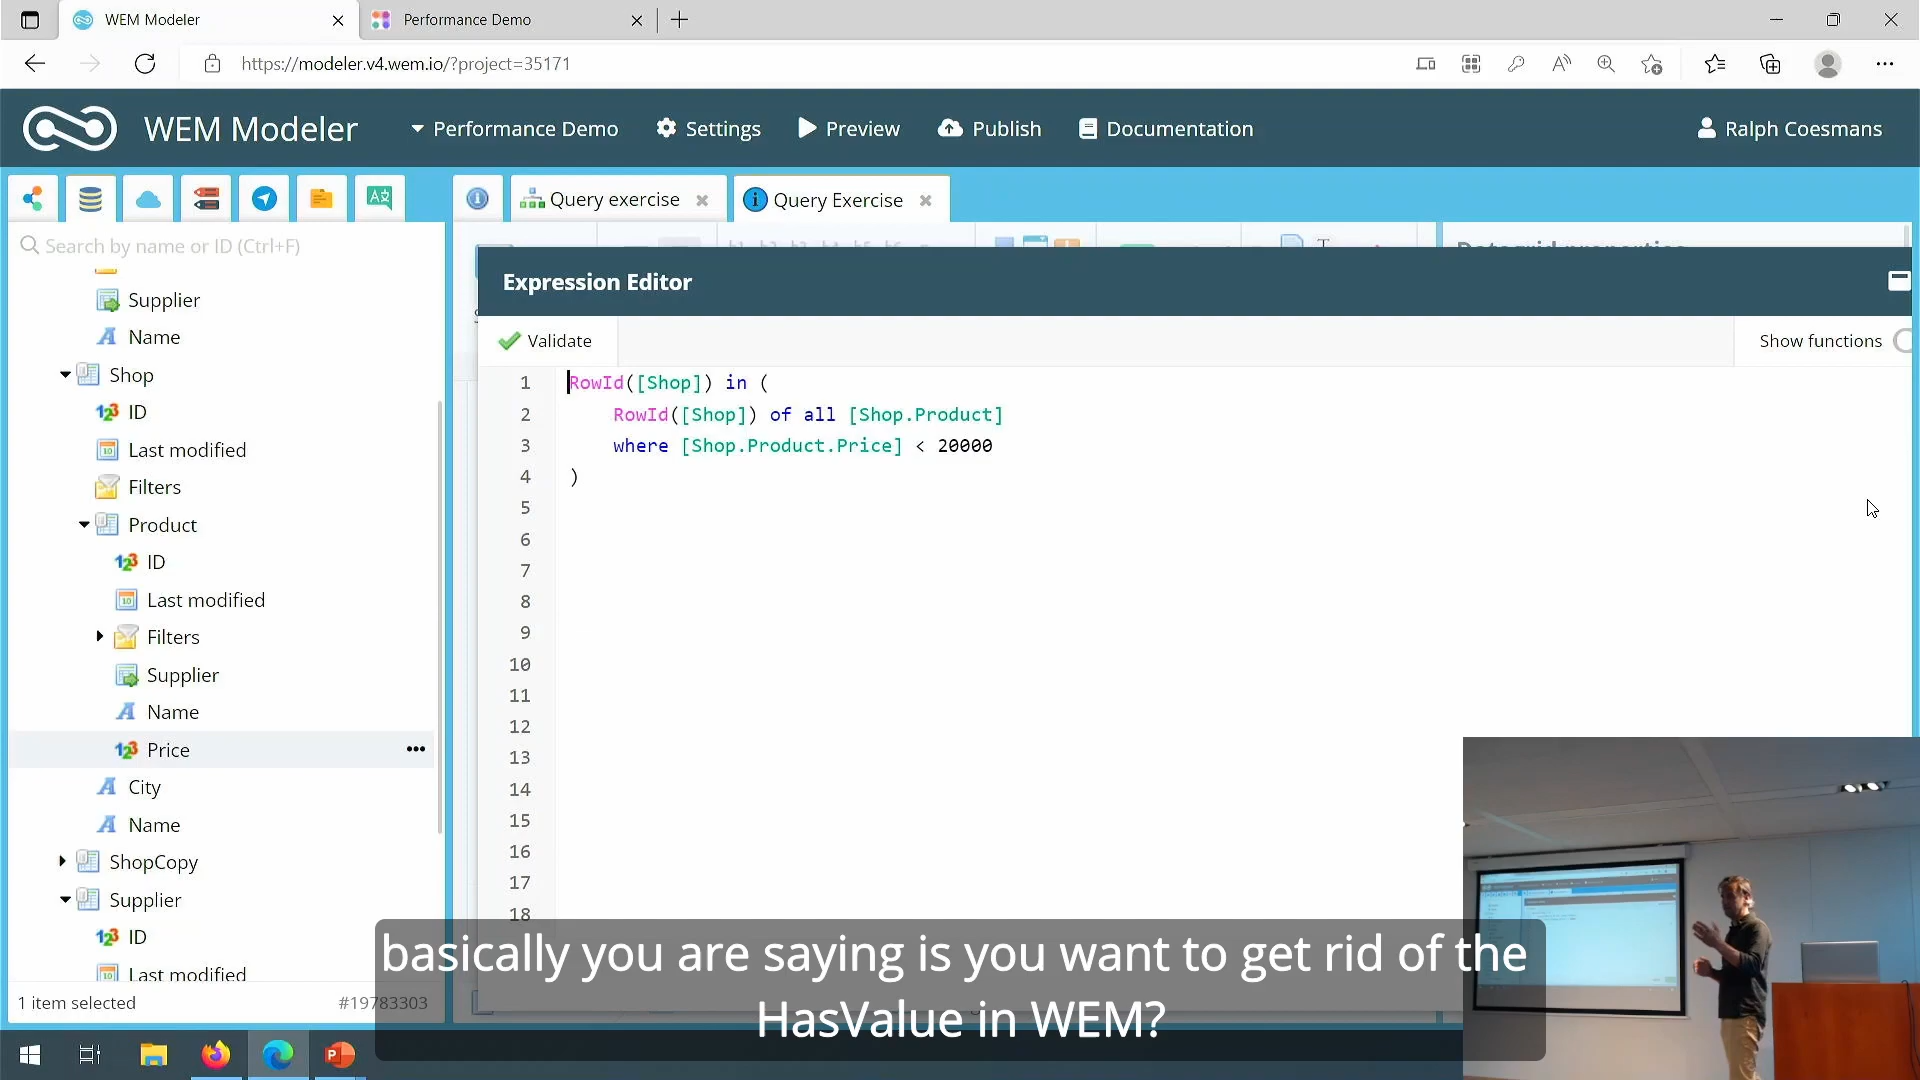 WEM Modeler
Performance Demo
https://modeler.v4.wem.io/?project=35171
WEM Modeler
Performance Demo
Settings
Preview
Publish
Documentation
Ralph Coesmans
Query exercise
Query Exercise
Search by name or ID (Ctrl+F)
Supplier
Name
Shop
ID
Last modified
Filters
Product
ID
Last modified
Filters
Supplier
Name
Price
City
Name
ShopCopy
Supplier
ID
Last modified
1 item selected
#19783303
Datagrid properties
Expression Editor
Validate
Show functions
1 RowId([Shop]) in (
2 RowId([Shop]) of all [Shop.Product]
3 where [Shop.Product.Price] < 20000
4 )
5
6
7
8
9
10
11
12
13
14
15
16
17
18
basically you are saying is you want to get rid of the
HasValue in WEM?